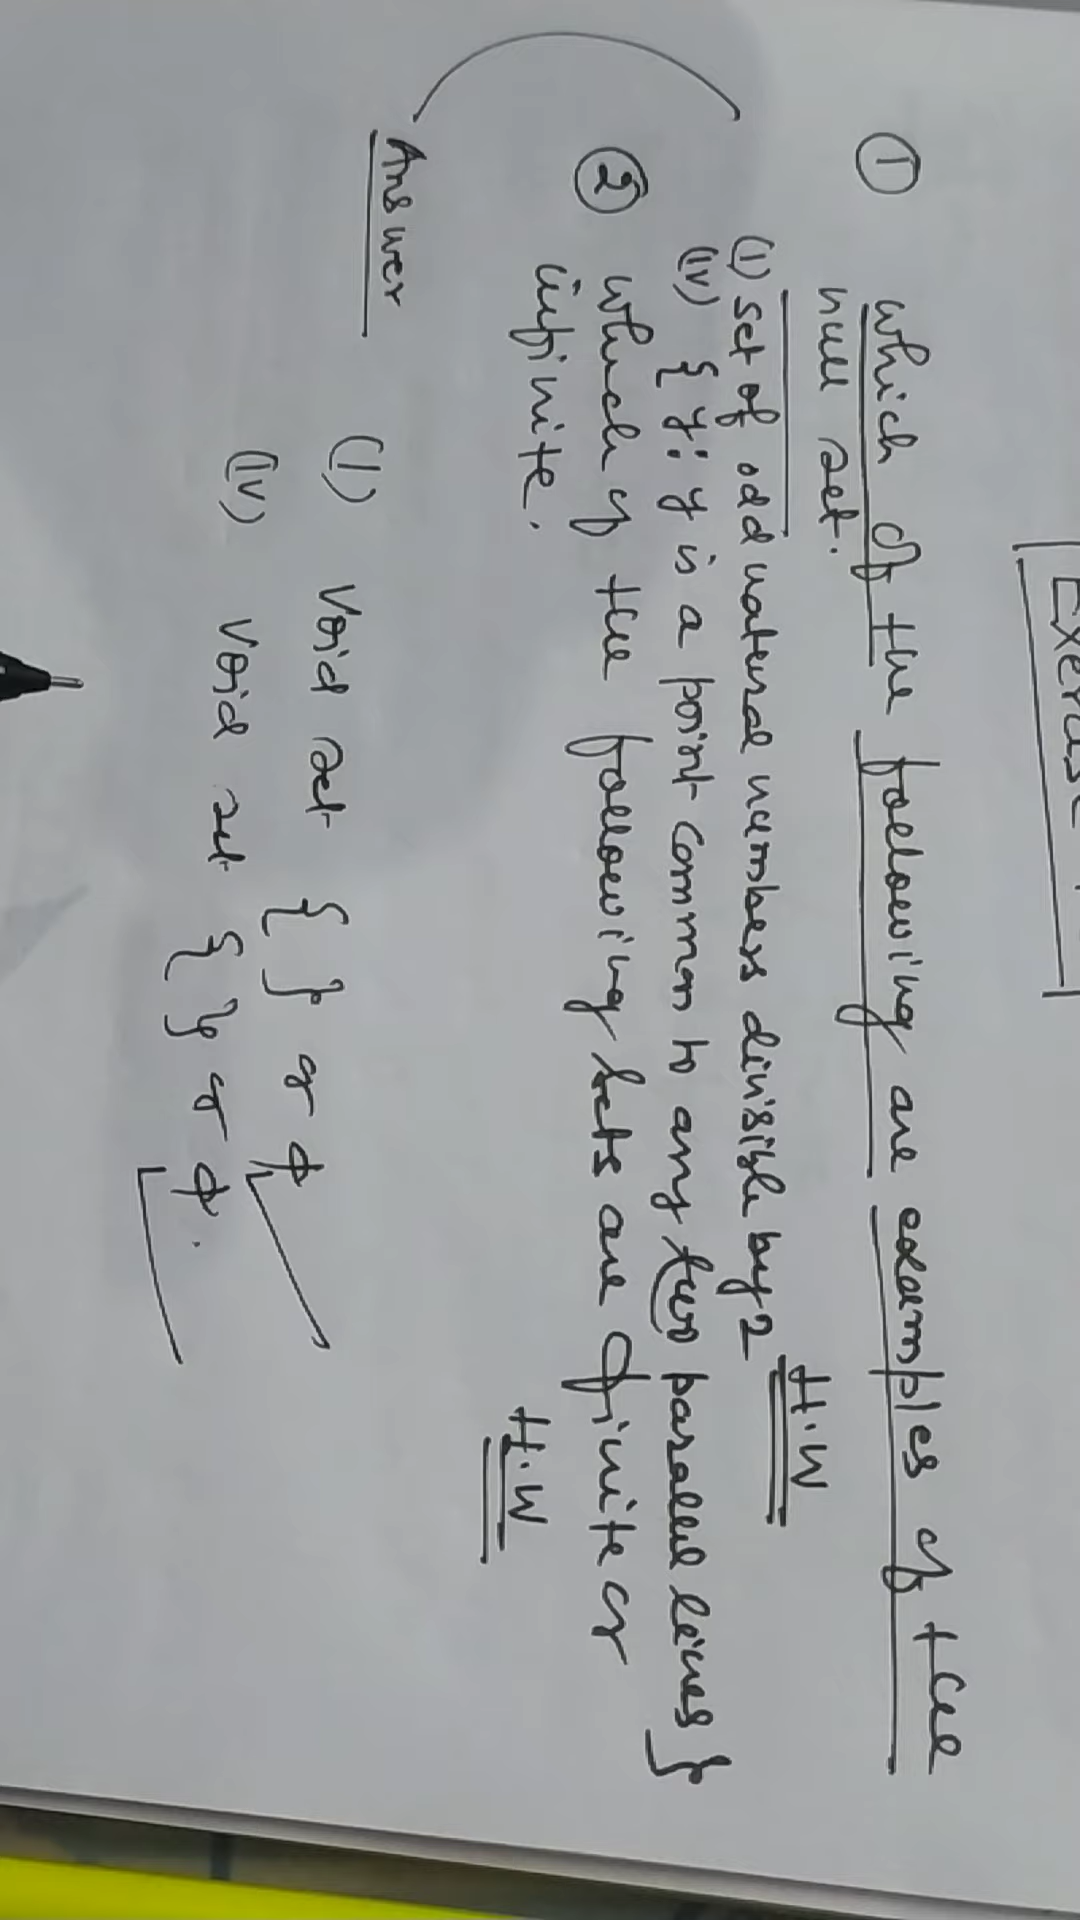 Exercise
① Which of the following are examples of the
null set.
H.W
(i) set of odd natural numbers divisible by 2
(iv) { y : y is a point common to any two parallel lines }
② which of the following sets are finite or
infinite.
H.W
Answer
(i) Void set { } or ϕ
(iv) Void set { } or ϕ.